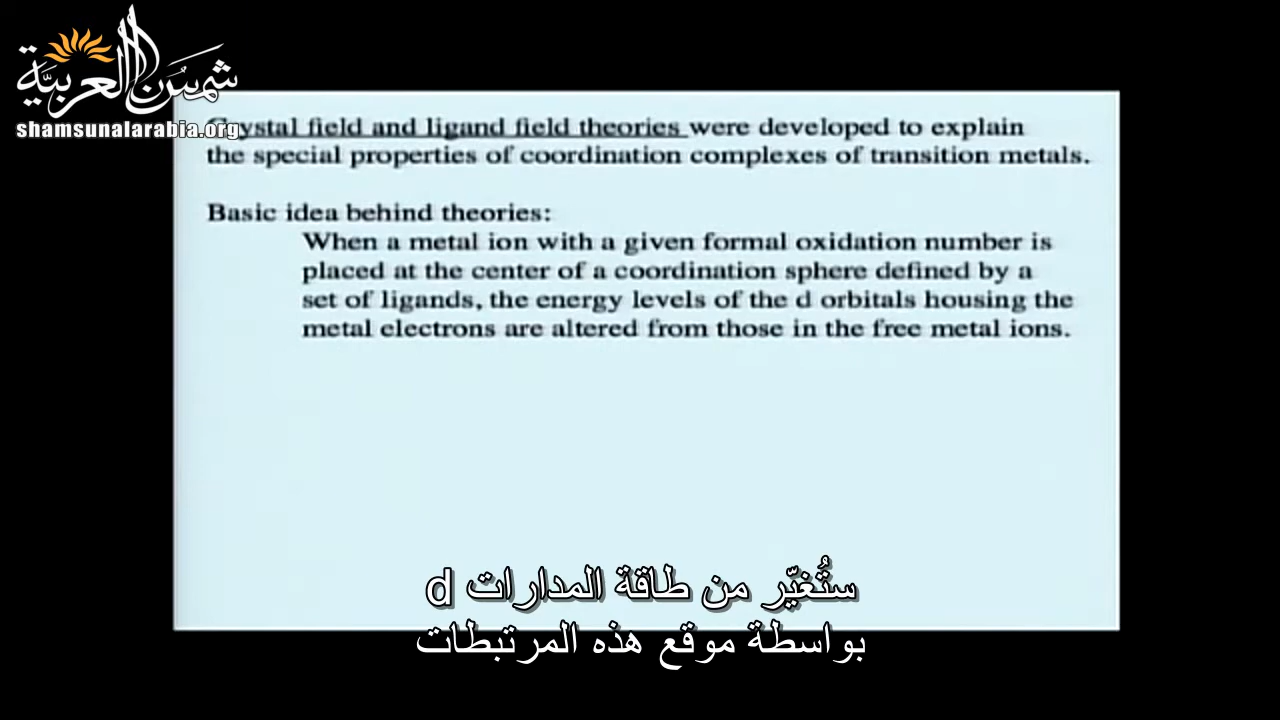 شمس العربية
shamsunalarabia.org
Crystal field and ligand field theories were developed to explain
the special properties of coordination complexes of transition metals.
Basic idea behind theories:
When a metal ion with a given formal oxidation number is
placed at the center of a coordination sphere defined by a
set of ligands, the energy levels of the d orbitals housing the
metal electrons are altered from those in the free metal ions.
ستُغيّر من طاقة المدارات d
بواسطة موقع هذه المرتبطات